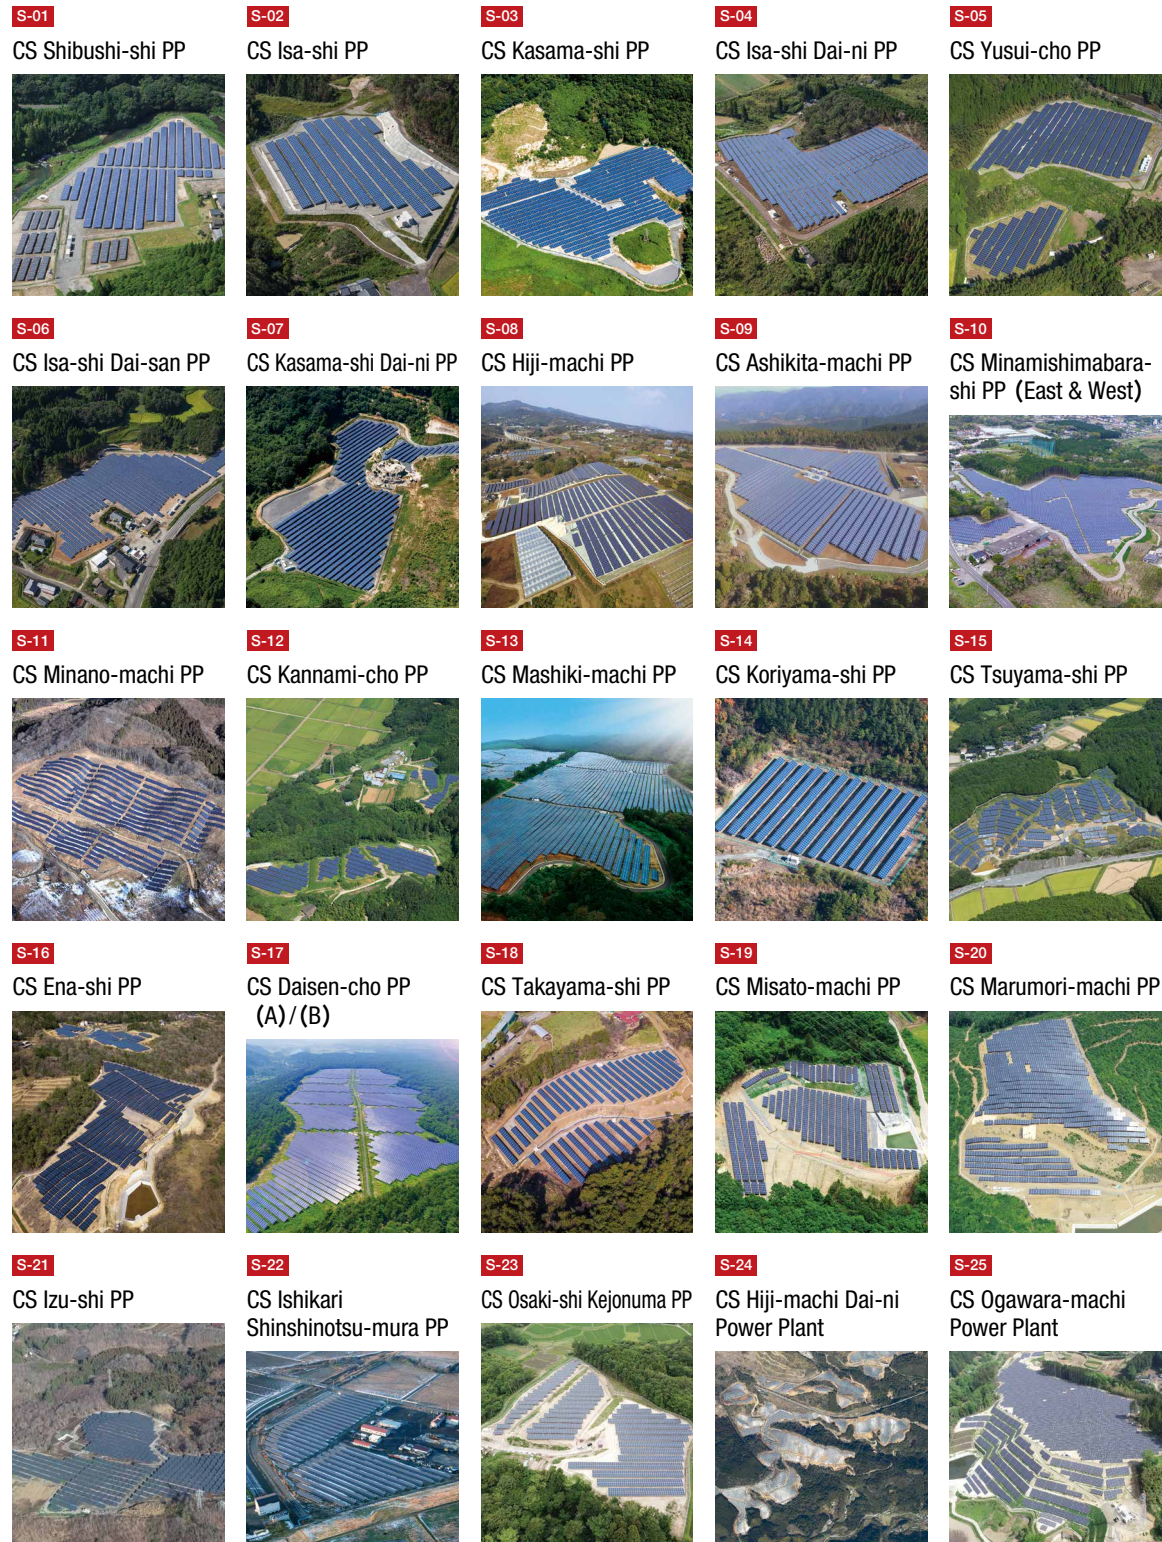 S-01
CS Shibushi-shi PP
S-02
CS Isa-shi PP
S-03
CS Kasama-shi PP
S-04
CS Isa-shi Dai-ni PP
S-05
CS Yusui-cho PP
S-06
CS Isa-shi Dai-san PP
S-07
CS Kasama-shi Dai-ni PP
S-08
CS Hiji-machi PP
S-09
CS Ashikita-machi PP
S-10
CS Minamishimabara-
shi PP (East & West)
S-11
CS Minano-machi PP
S-12
CS Kannami-cho PP
S-13
CS Mashiki-machi PP
S-14
CS Koriyama-shi PP
S-15
CS Tsuyama-shi PP
S-16
CS Ena-shi PP
S-17
CS Daisen-cho PP
(A)/(B)
S-18
CS Takayama-shi PP
S-19
CS Misato-machi PP
S-20
CS Marumori-machi PP
S-21
CS Izu-shi PP
S-22
CS Ishikari
Shinshinotsu-mura PP
S-23
CS Osaki-shi Kejonuma PP
S-24
CS Hiji-machi Dai-ni
Power Plant
S-25
CS Ogawara-machi
Power Plant